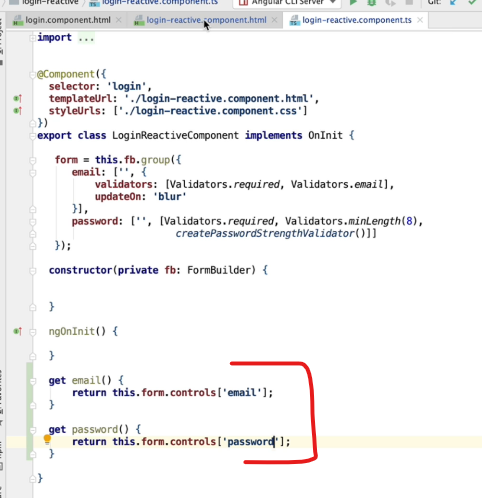 login-reactive login-reactive.component.ts Angular CLI Server Git:
login.component.html login-reactive.component.html login-reactive.component.ts
import ...
@Component({
selector: 'login',
templateUrl: './login-reactive.component.html',
styleUrls: ['./login-reactive.component.css']
})
export class LoginReactiveComponent implements OnInit {
form = this.fb.group({
email: ['', {
validators: [Validators.required, Validators.email],
updateOn: 'blur'
}],
password: ['', [Validators.required, Validators.minLength(8),
createPasswordStrengthValidator()]]
});
constructor(private fb: FormBuilder) {
}
ngOnInit() {
}
get email() {
return this.form.controls['email'];
}
get password() {
return this.form.controls['password'];
}
}